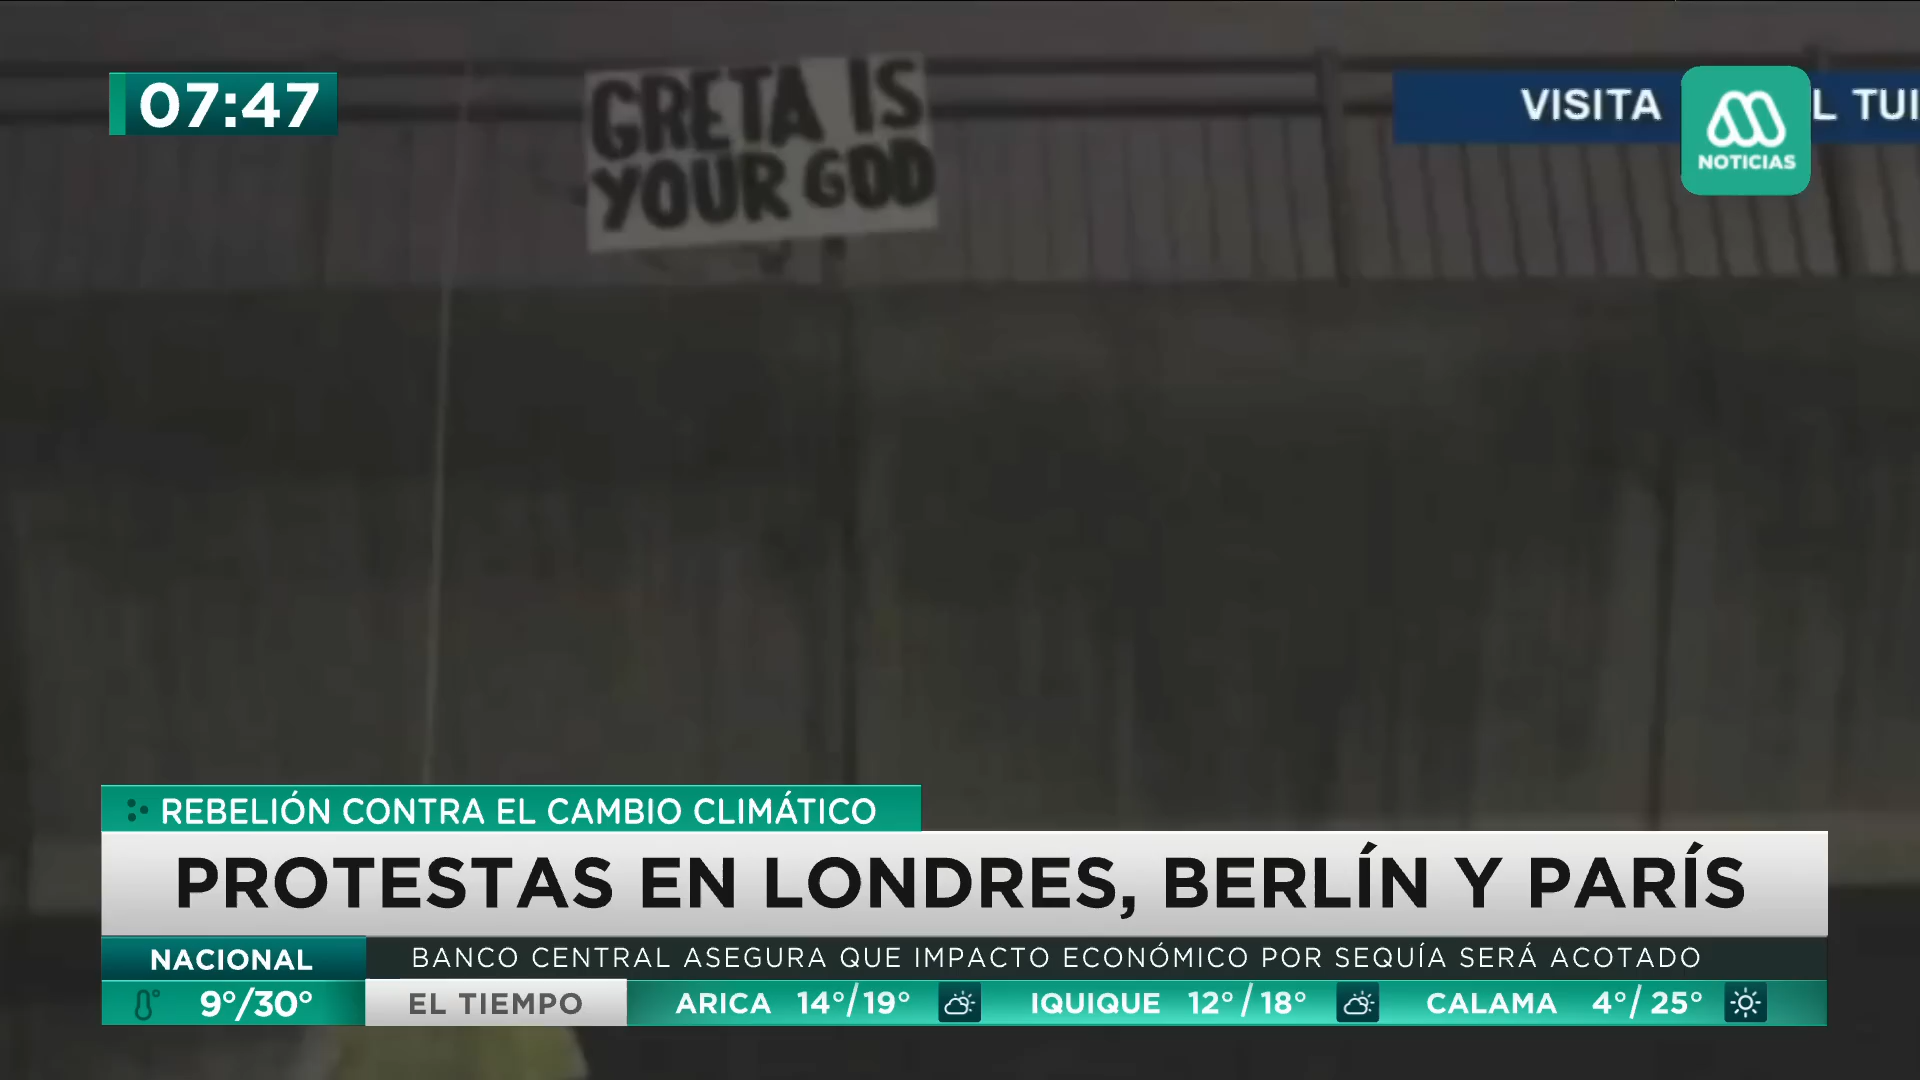 07:47
GRETA IS
YOUR GOD
VISITA
L TUI
NOTICIAS
REBELIÓN CONTRA EL CAMBIO CLIMÁTICO
PROTESTAS EN LONDRES, BERLÍN Y PARÍS
NACIONAL
BANCO CENTRAL ASEGURA QUE IMPACTO ECONÓMICO POR SEQUÍA SERÁ ACOTADO
9°/30°
EL TIEMPO
ARICA 14°/19°
IQUIQUE 12°/18°
CALAMA 4°/25°